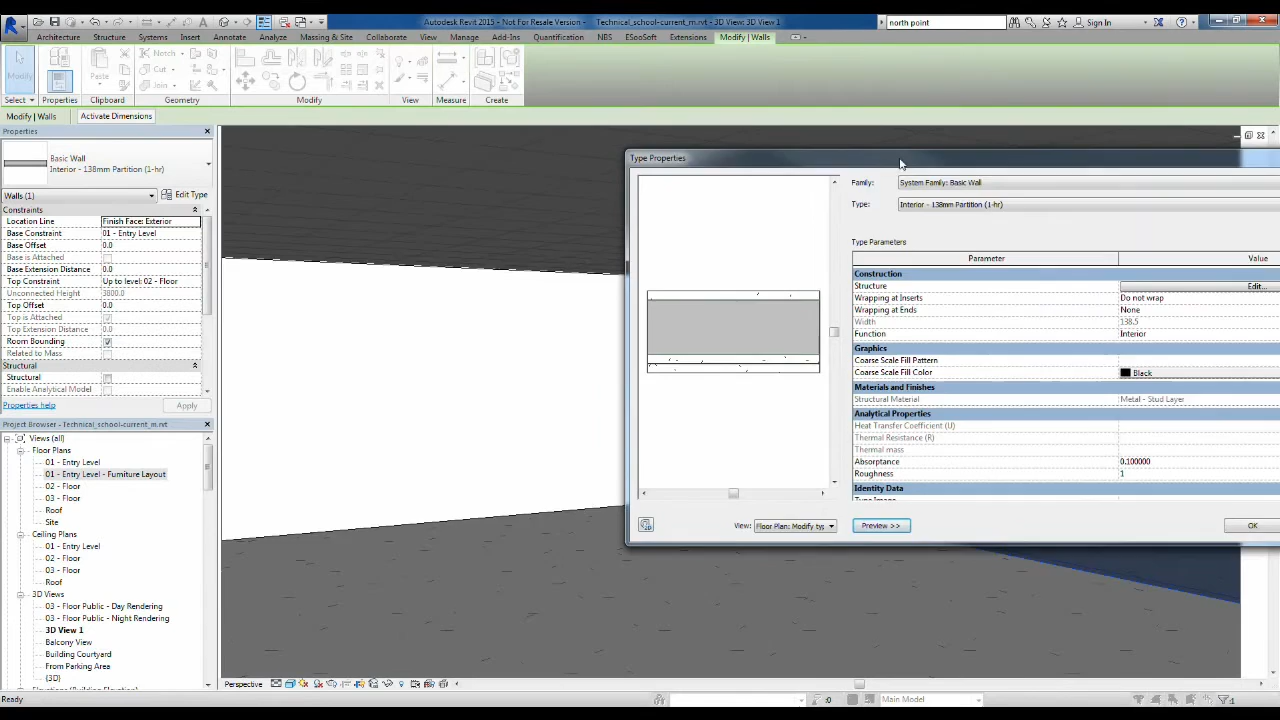 Autodesk Revit 2015 - Not For Resale Version - Technical_school-current_m.rvt - 3D View: 3D View 1
north point
Sign In
Architecture Structure Systems Insert Annotate Analyze Massing & Site Collaborate View Manage Add-Ins Quantification NBS ESooSoft Extensions Modify | Walls
Modify Paste Notch Cut Join
Select Properties Clipboard Geometry Modify View Measure Create
Modify | Walls Activate Dimensions
Properties
Basic Wall
Interior - 138mm Partition (1-hr)
Walls (1) Edit Type
Constraints
Location Line Finish Face: Exterior
Base Constraint 01 - Entry Level
Base Offset 0.0
Base is Attached
Base Extension Distance 0.0
Top Constraint Up to level: 02 - Floor
Unconnected Height 3800.0
Top Offset 0.0
Top is Attached
Top Extension Distance 0.0
Room Bounding
Related to Mass
Structural
Structural
Enable Analytical Model
Properties help Apply
Project Browser - Technical_school-current_m.rvt
Views (all)
Floor Plans
01 - Entry Level
01 - Entry Level - Furniture Layout
02 - Floor
03 - Floor
Roof
Site
Ceiling Plans
01 - Entry Level
02 - Floor
03 - Floor
Roof
3D Views
03 - Floor Public - Day Rendering
03 - Floor Public - Night Rendering
3D View 1
Balcony View
Building Courtyard
From Parking Area
{3D}
Elevations (Building Elevation)
Type Properties
Family: System Family: Basic Wall
Type: Interior - 138mm Partition (1-hr)
Type Parameters
Parameter Value
Construction
Structure Edit...
Wrapping at Inserts Do not wrap
Wrapping at Ends None
Width 138.5
Function Interior
Graphics
Coarse Scale Fill Pattern
Coarse Scale Fill Color Black
Materials and Finishes
Structural Material Metal - Stud Layer
Analytical Properties
Heat Transfer Coefficient (U)
Thermal Resistance (R)
Thermal mass
Absorptance 0.100000
Roughness 1
Identity Data
Type Image
View: Floor Plan: Modify typ Preview >> OK
Perspective
Ready :0 Main Model :1